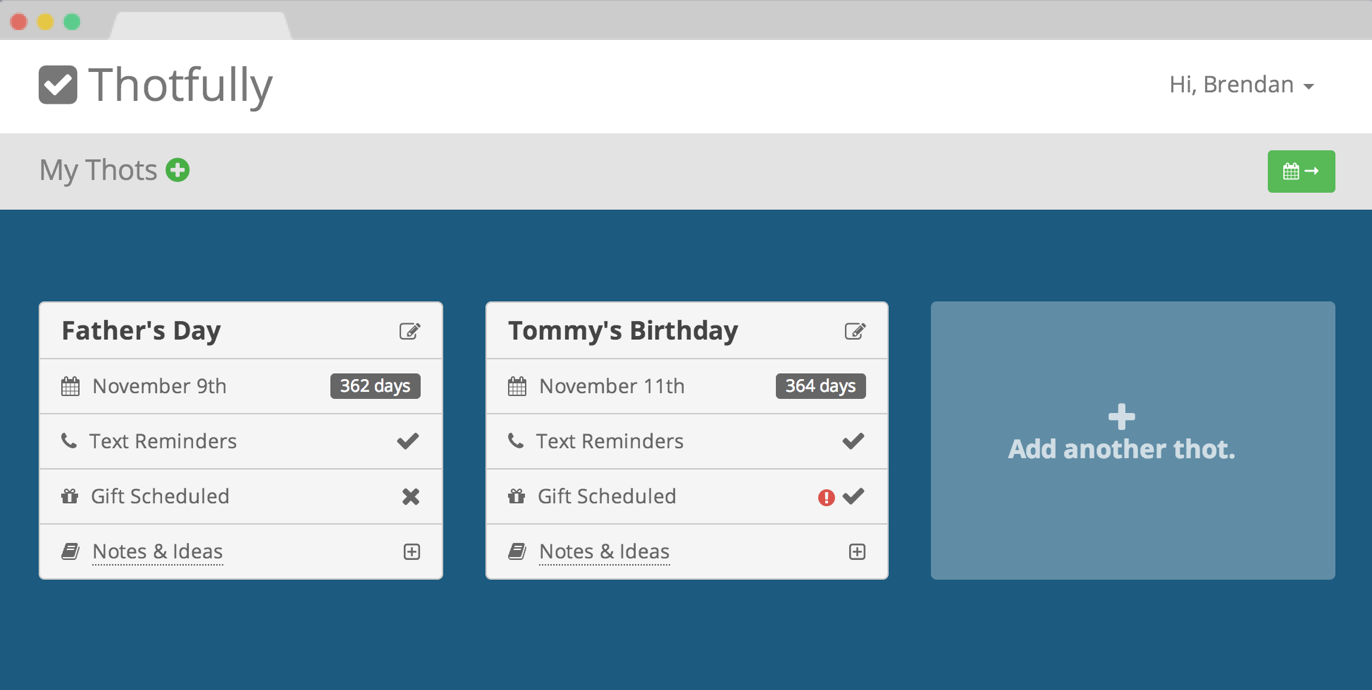 Thotfully
Hi, Brendan
My Thots
Father's Day
November 9th 362 days
Text Reminders
Gift Scheduled
Notes & Ideas
Tommy's Birthday
November 11th 364 days
Text Reminders
Gift Scheduled
Notes & Ideas
Add another thot.